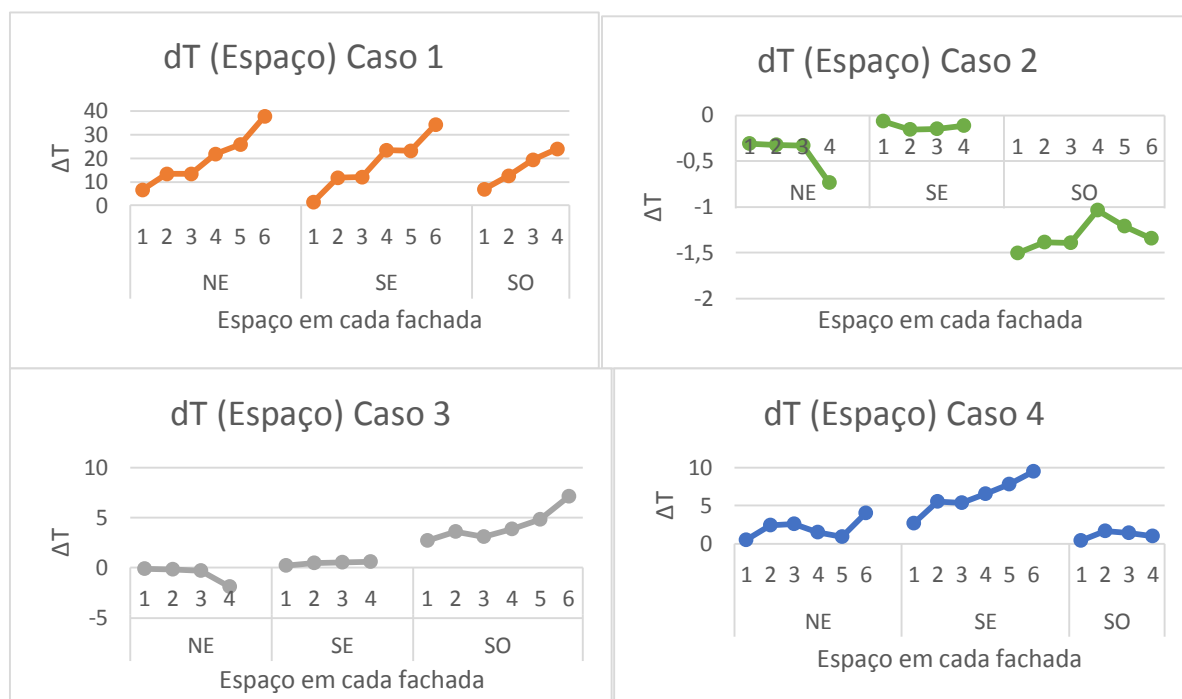 dT (Espaço) Caso 1
ΔT
40
30
20
10
0
1 2 3 4 5 6 1 2 3 4 5 6 1 2 3 4
NE SE SO
Espaço em cada fachada
dT (Espaço) Caso 2
ΔT
0
-0,5
-1
-1,5
-2
1 2 3 4 1 2 3 4 1 2 3 4 5 6
NE SE SO
Espaço em cada fachada
dT (Espaço) Caso 3
ΔT
10
5
0
-5
1 2 3 4 1 2 3 4 1 2 3 4 5 6
NE SE SO
Espaço em cada fachada
dT (Espaço) Caso 4
ΔT
10
5
0
1 2 3 4 5 6 1 2 3 4 5 6 1 2 3 4
NE SE SO
Espaço em cada fachada